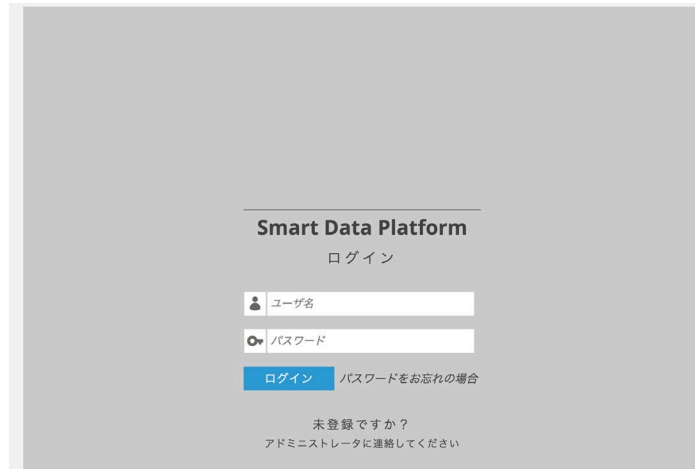 Smart Data Platform
ログイン
ユーザ名
パスワード
ログイン パスワードをお忘れの場合
未登録ですか？
アドミニストレータに連絡してください